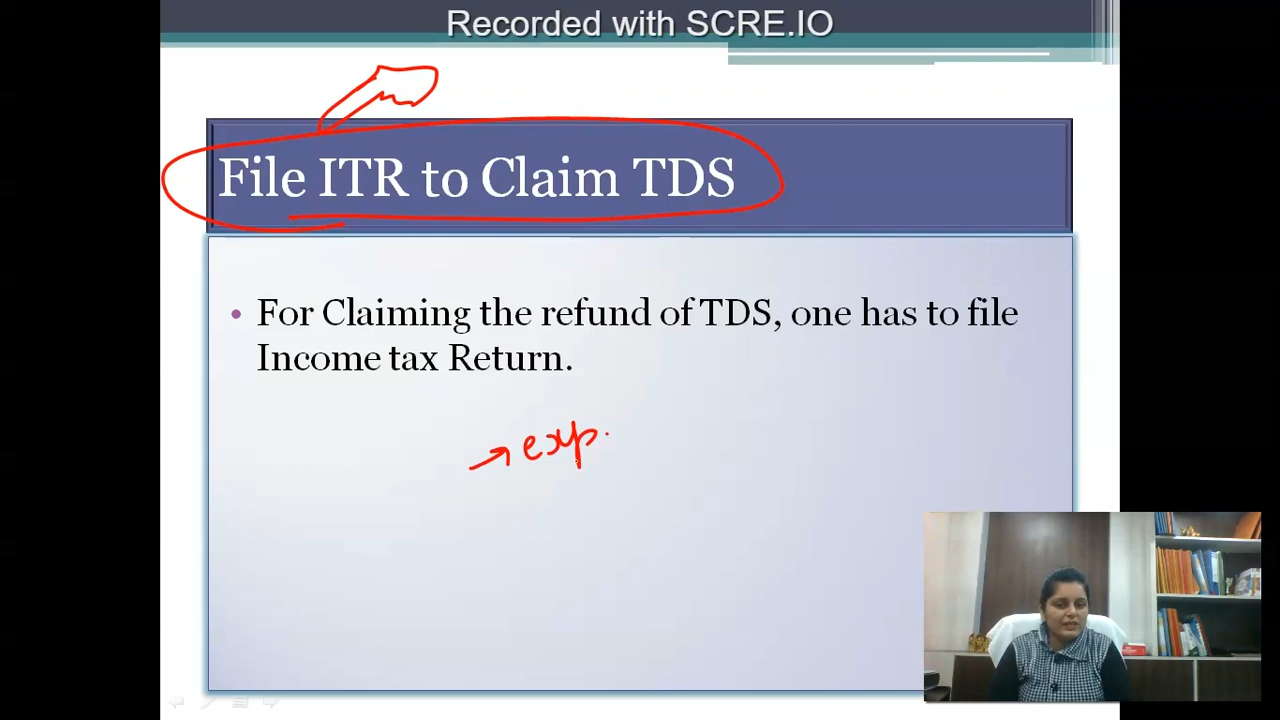 Recorded with SCRE.IO
File ITR to Claim TDS
• For Claiming the refund of TDS, one has to file
Income tax Return.
→ exp.